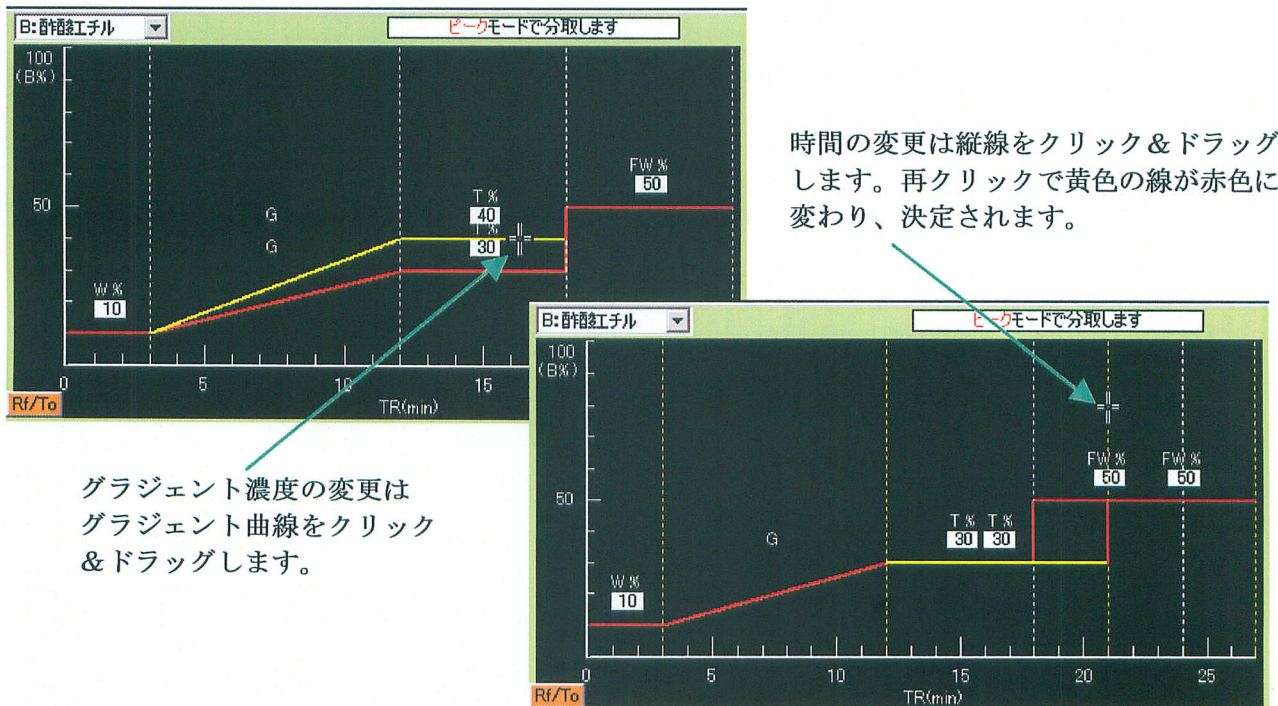 B:酢酸エチル
ピークモードで分取します
100
(B%)
50
W %
10
G
G
T %
40
T %
30
FW %
50
0
5
10
15
TR(min)
Rf/To
時間の変更は縦線をクリック&ドラッグ
します。再クリックで黄色の線が赤色に
変わり、決定されます。
グラジェント濃度の変更は
グラジェント曲線をクリック
&ドラッグします。
B:酢酸エチル
ピークモードで分取します
100
(B%)
50
W %
10
G
T % T %
30 30
FW % FW %
50 50
0
5
10
15
20
25
TR(min)
Rf/To